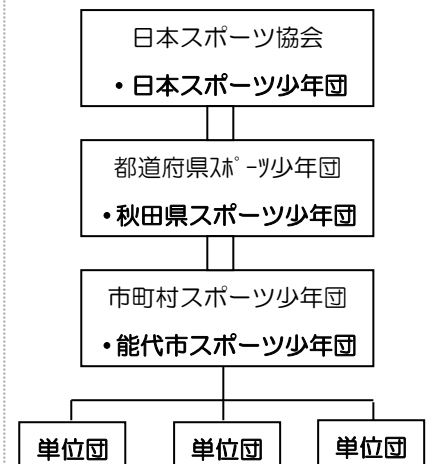 日本スポーツ協会
・日本スポーツ少年団
都道府県ｽﾎﾟｰﾂ少年団
・秋田県スポーツ少年団
市町村スポーツ少年団
・能代市スポーツ少年団
単位団 単位団 単位団